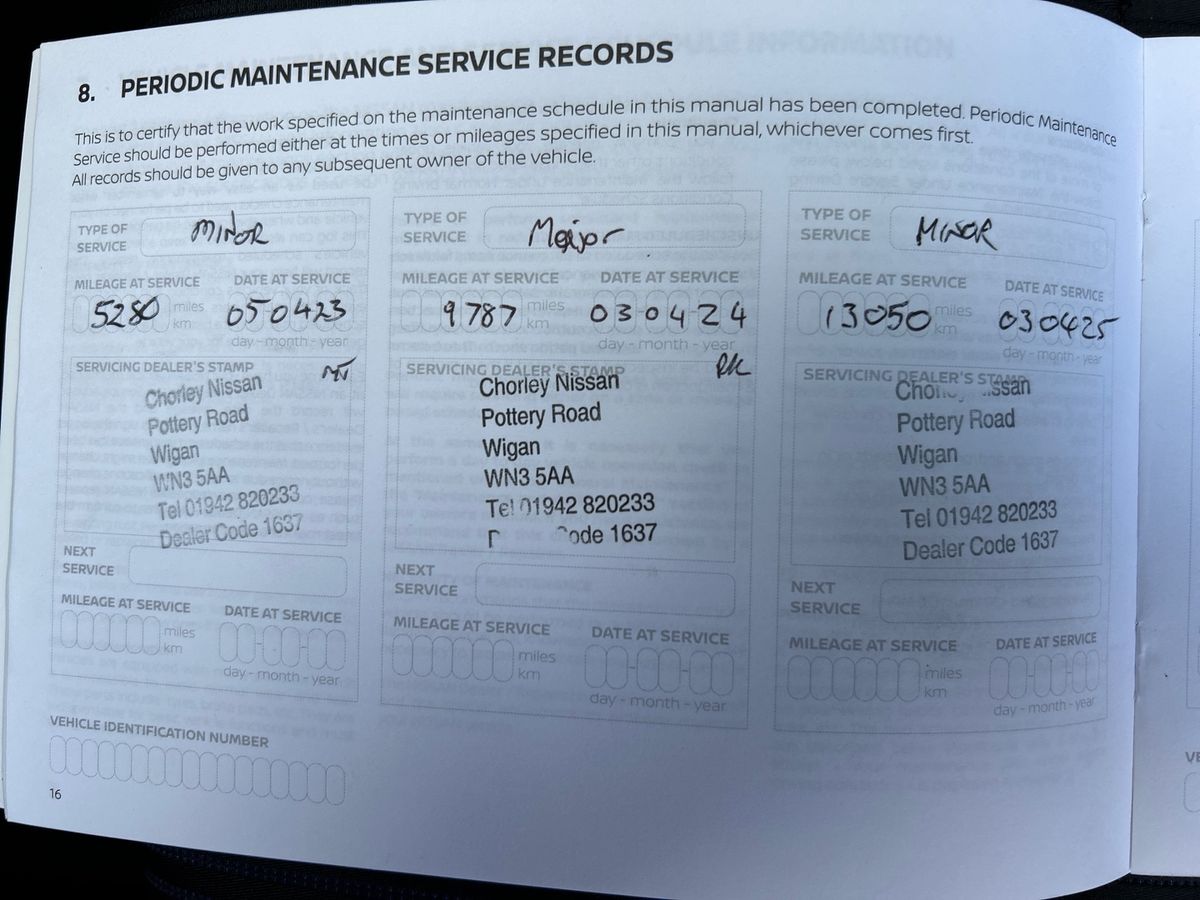 8. PERIODIC MAINTENANCE SERVICE RECORDS
This is to certify that the work specified on the maintenance schedule in this manual has been completed. Periodic Maintenance
Service should be performed either at the times or mileages specified in this manual, whichever comes first.
All records should be given to any subsequent owner of the vehicle.
TYPE OF
SERVICE
MINOR
MILEAGE AT SERVICE
DATE AT SERVICE
5280
miles
km
050423
day - month - year
SERVICING DEALER'S STAMP
Chorley Nissan
Pottery Road
Wigan
WN3 5AA
Tel 01942 820233
Dealer Code 1637
NEXT
SERVICE
MILEAGE AT SERVICE
DATE AT SERVICE
miles
km
day - month - year
TYPE OF
SERVICE
Major
MILEAGE AT SERVICE
DATE AT SERVICE
9787
miles
km
030424
day - month - year
SERVICING DEALER'S STAMP
Chorley Nissan
Pottery Road
Wigan
WN3 5AA
Tel 01942 820233
Code 1637
NEXT
SERVICE
MILEAGE AT SERVICE
DATE AT SERVICE
miles
km
day - month - year
TYPE OF
SERVICE
MINOR
MILEAGE AT SERVICE
DATE AT SERVICE
13050
miles
km
030425
day - month - year
SERVICING DEALER'S STAMP
Pottery Road
Wigan
WN3 5AA
Tel 01942 820233
Dealer Code 1637
NEXT
SERVICE
MILEAGE AT SERVICE
DATE AT SERVICE
miles
km
day - month - year
VEHICLE IDENTIFICATION NUMBER
16